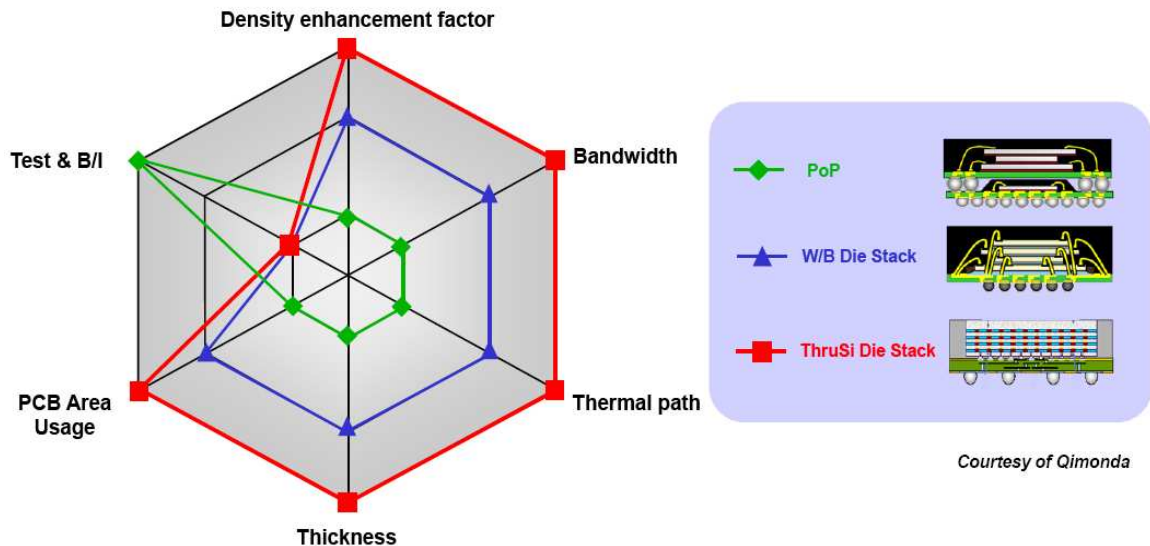 Density enhancement factor
Test & B/I
Bandwidth
PoP
W/B Die Stack
ThruSi Die Stack
PCB Area
Usage
Thermal path
Courtesy of Qimonda
Thickness